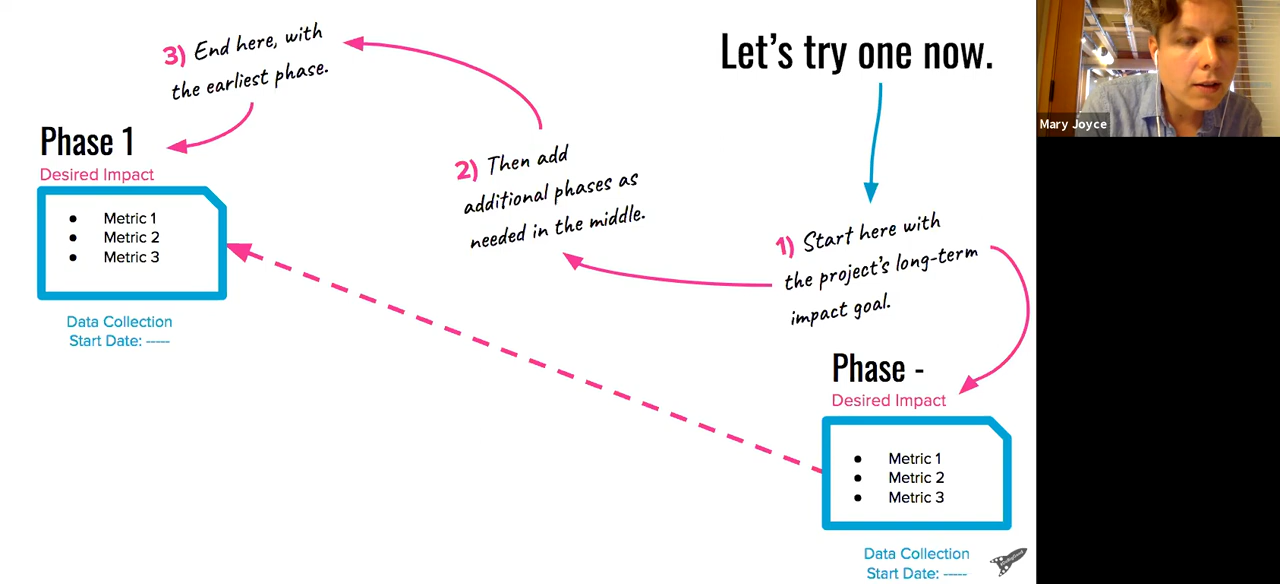 Let's try one now.
1) Start here with
the project's long-term
impact goal.
2) Then add
additional phases as
needed in the middle.
3) End here, with
the earliest phase.
Phase 1
Desired Impact
• Metric 1
• Metric 2
• Metric 3
Data Collection
Start Date: -----
Phase -
Desired Impact
• Metric 1
• Metric 2
• Metric 3
Data Collection
Start Date: -----
Mary Joyce